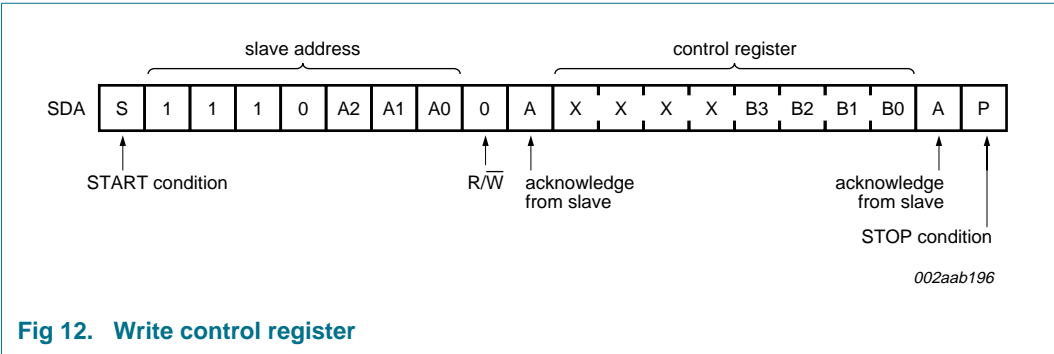 slave address control register
SDA S 1 1 1 0 A2 A1 A0 0 A X X X X B3 B2 B1 B0 A P
START condition R/W̅ acknowledge from slave acknowledge from slave
STOP condition
002aab196
Fig 12. Write control register